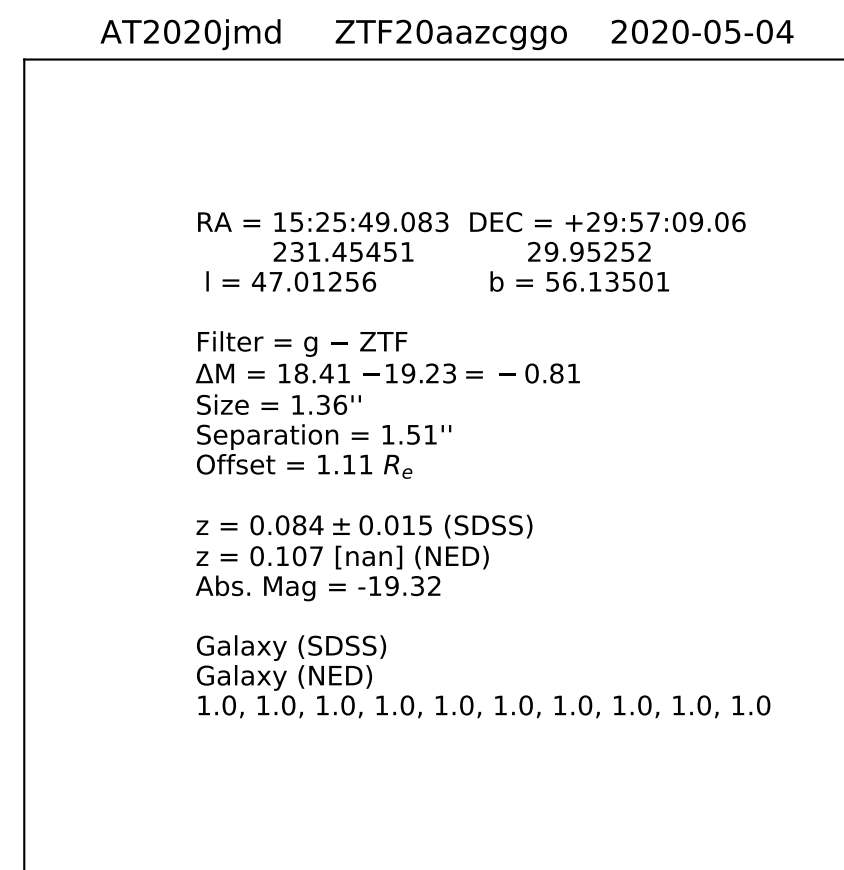 AT2020jmd ZTF20aazcggo 2020-05-04
RA = 15:25:49.083 DEC = +29:57:09.06
231.45451 29.95252
l = 47.01256 b = 56.13501
Filter = g − ZTF
ΔM = 18.41 −19.23 = − 0.81
Size = 1.36''
Separation = 1.51''
Offset = 1.11 Re
z = 0.084 ± 0.015 (SDSS)
z = 0.107 [nan] (NED)
Abs. Mag = -19.32
Galaxy (SDSS)
Galaxy (NED)
1.0, 1.0, 1.0, 1.0, 1.0, 1.0, 1.0, 1.0, 1.0, 1.0